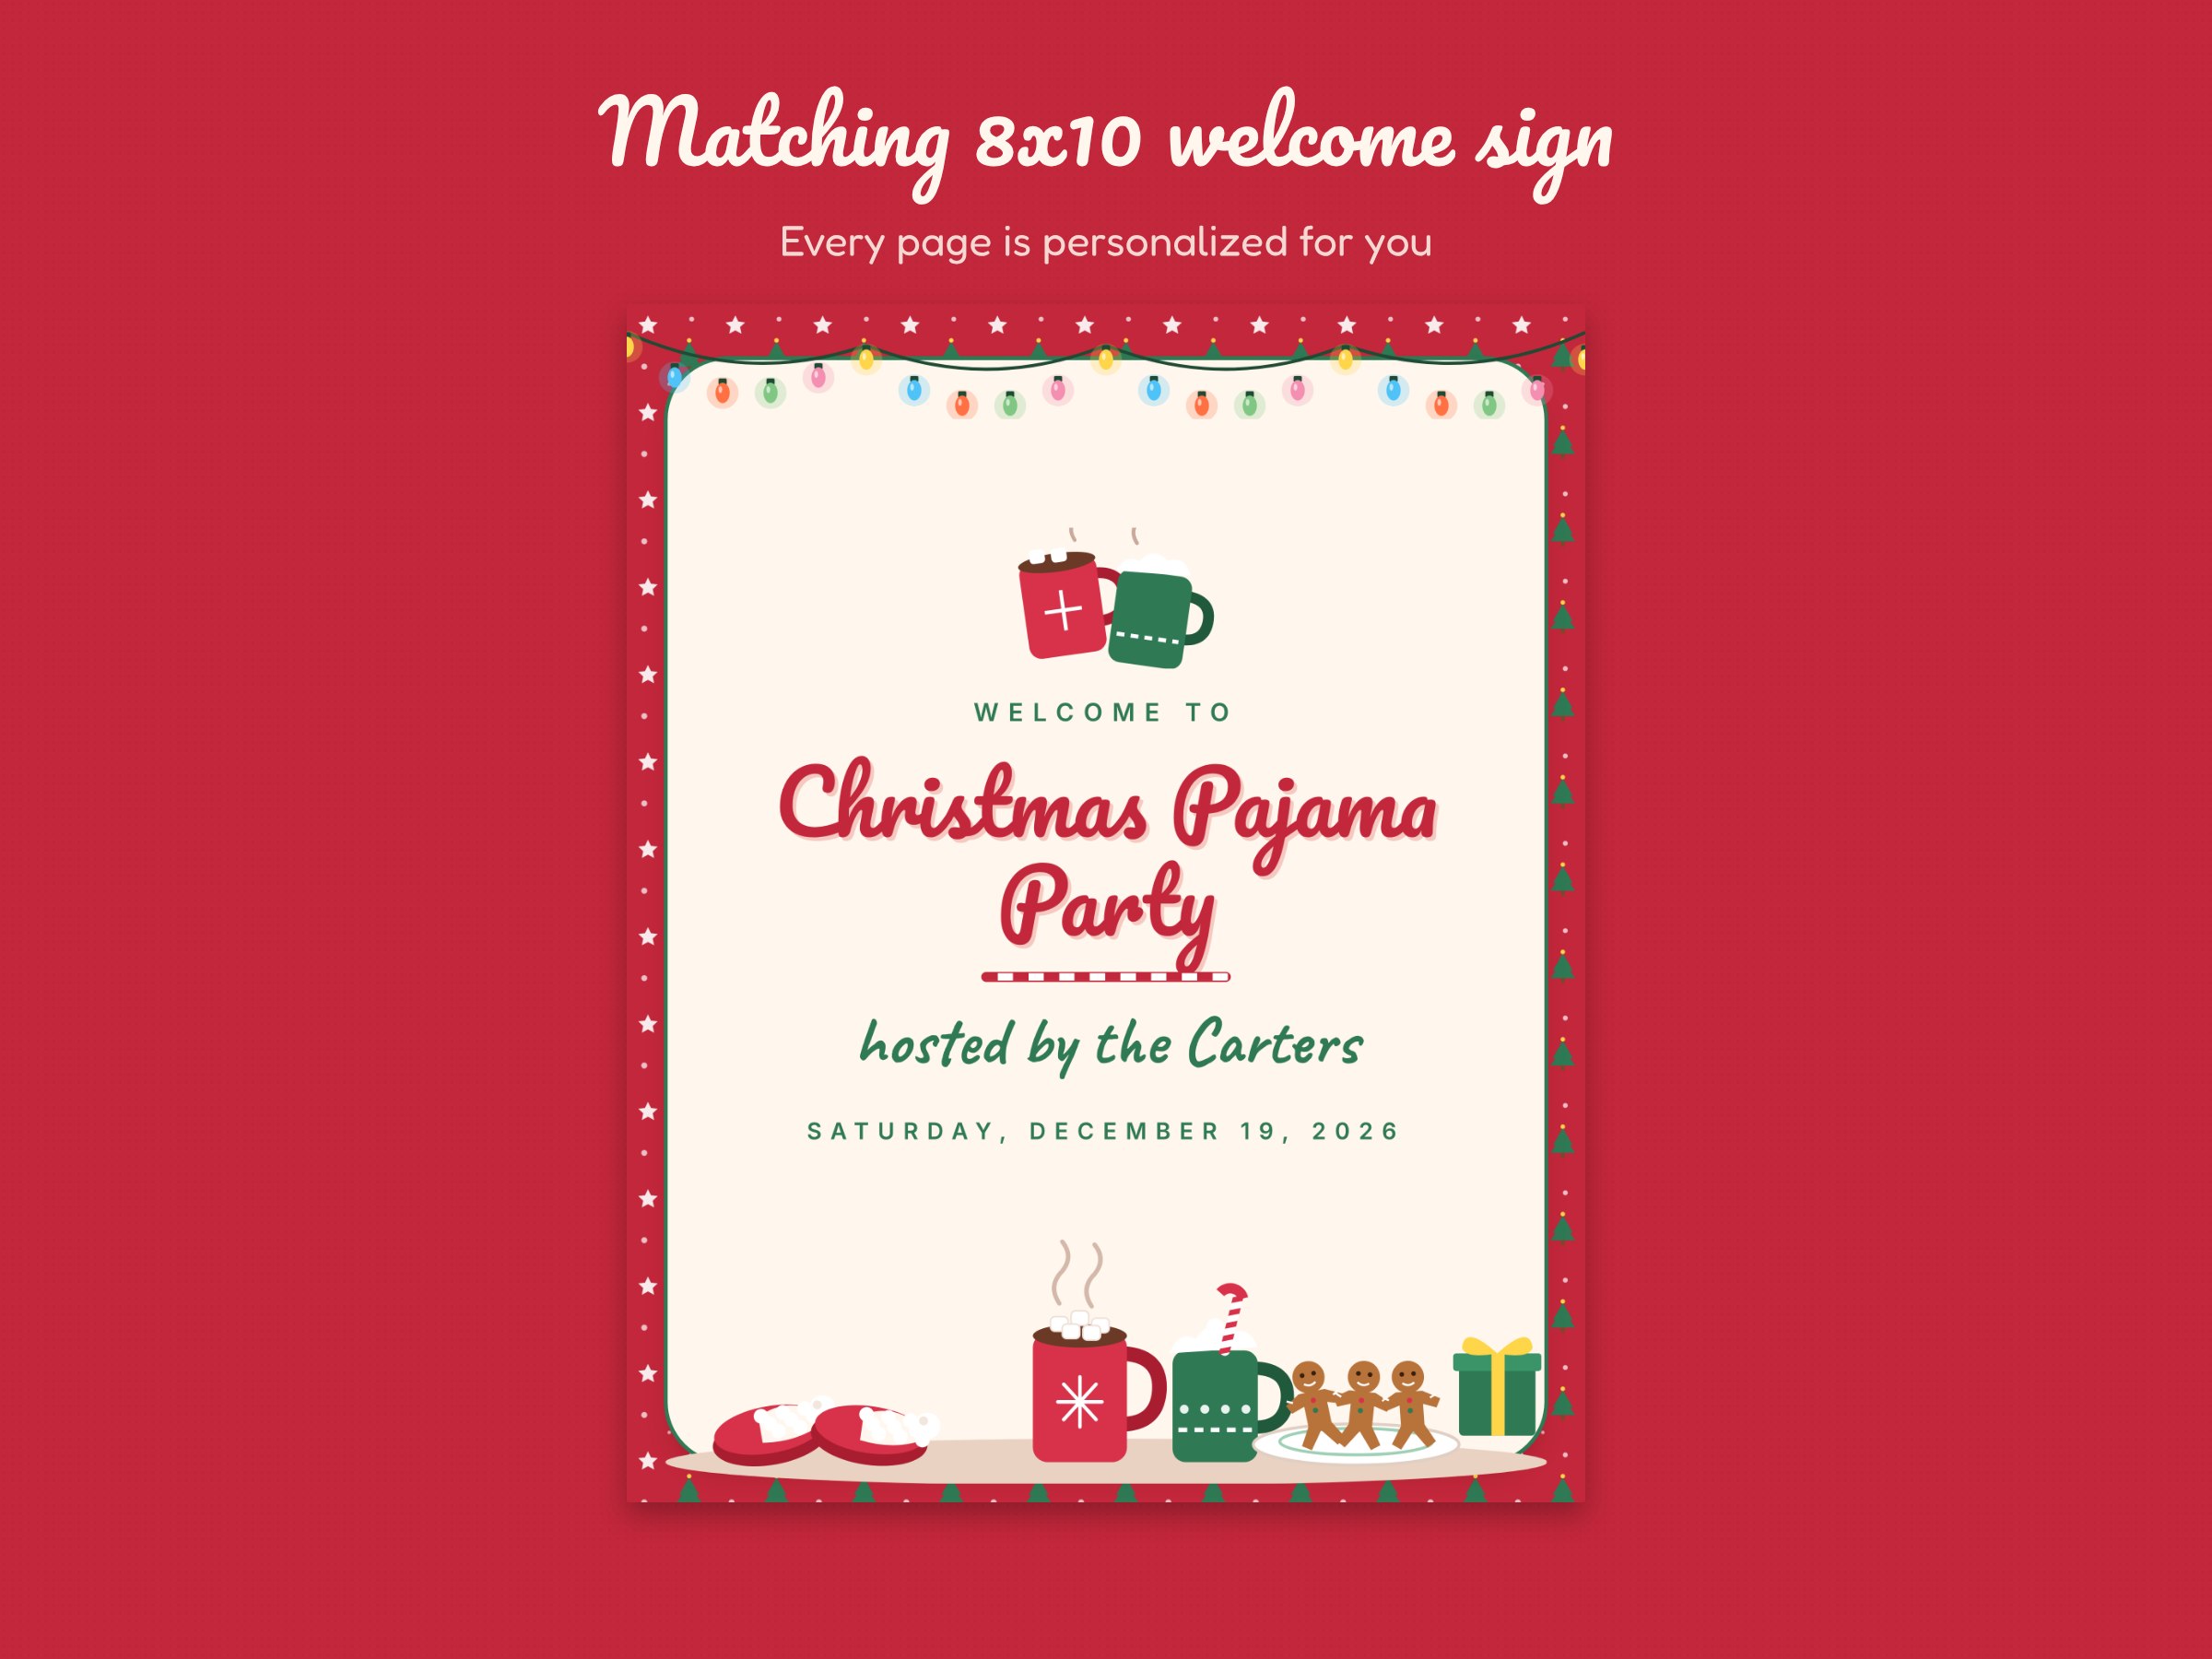 Matching 8x10 welcome sign
Every page is personalized for you
WELCOME TO
Christmas Pajama
Party
hosted by the Carters
SATURDAY, DECEMBER 19, 2026